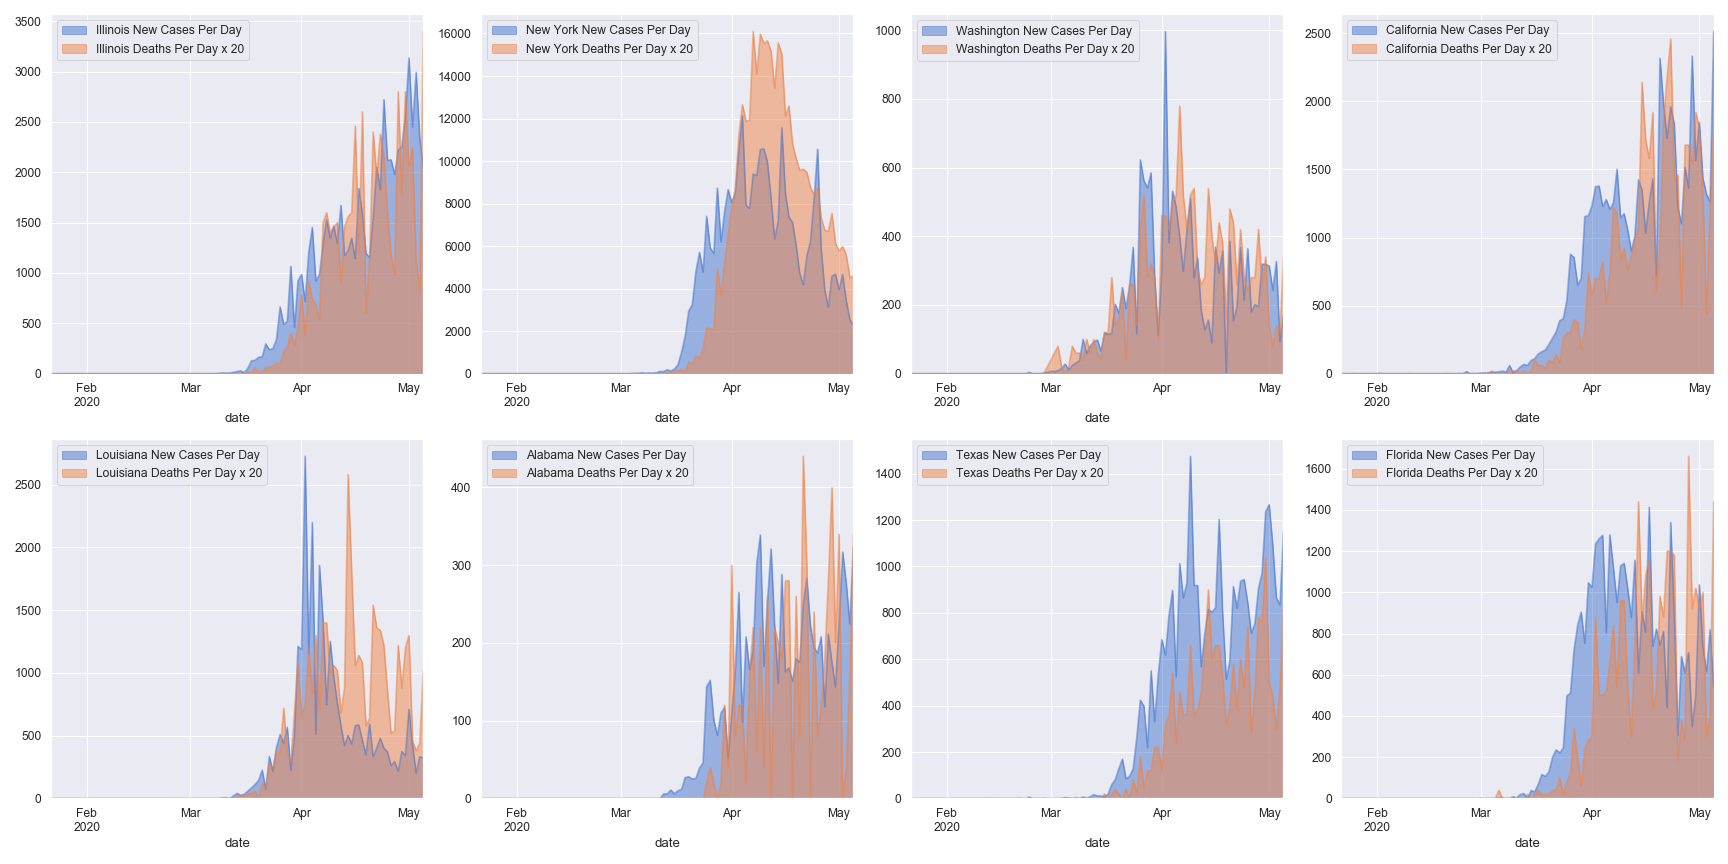 Illinois New Cases Per Day
Illinois Deaths Per Day x 20
3500
3000
2500
2000
1500
1000
500
0
Feb
2020
Mar
Apr
May
date
New York New Cases Per Day
New York Deaths Per Day x 20
16000
14000
12000
10000
8000
6000
4000
2000
0
Feb
2020
Mar
Apr
May
date
Washington New Cases Per Day
Washington Deaths Per Day x 20
1000
800
600
400
200
0
Feb
2020
Mar
Apr
May
date
California New Cases Per Day
California Deaths Per Day x 20
2500
2000
1500
1000
500
0
Feb
2020
Mar
Apr
May
date
Louisiana New Cases Per Day
Louisiana Deaths Per Day x 20
2500
2000
1500
1000
500
0
Feb
2020
Mar
Apr
May
date
Alabama New Cases Per Day
Alabama Deaths Per Day x 20
400
300
200
100
0
Feb
2020
Mar
Apr
May
date
Texas New Cases Per Day
Texas Deaths Per Day x 20
1400
1200
1000
800
600
400
200
0
Feb
2020
Mar
Apr
May
date
Florida New Cases Per Day
Florida Deaths Per Day x 20
1600
1400
1200
1000
800
600
400
200
0
Feb
2020
Mar
Apr
May
date